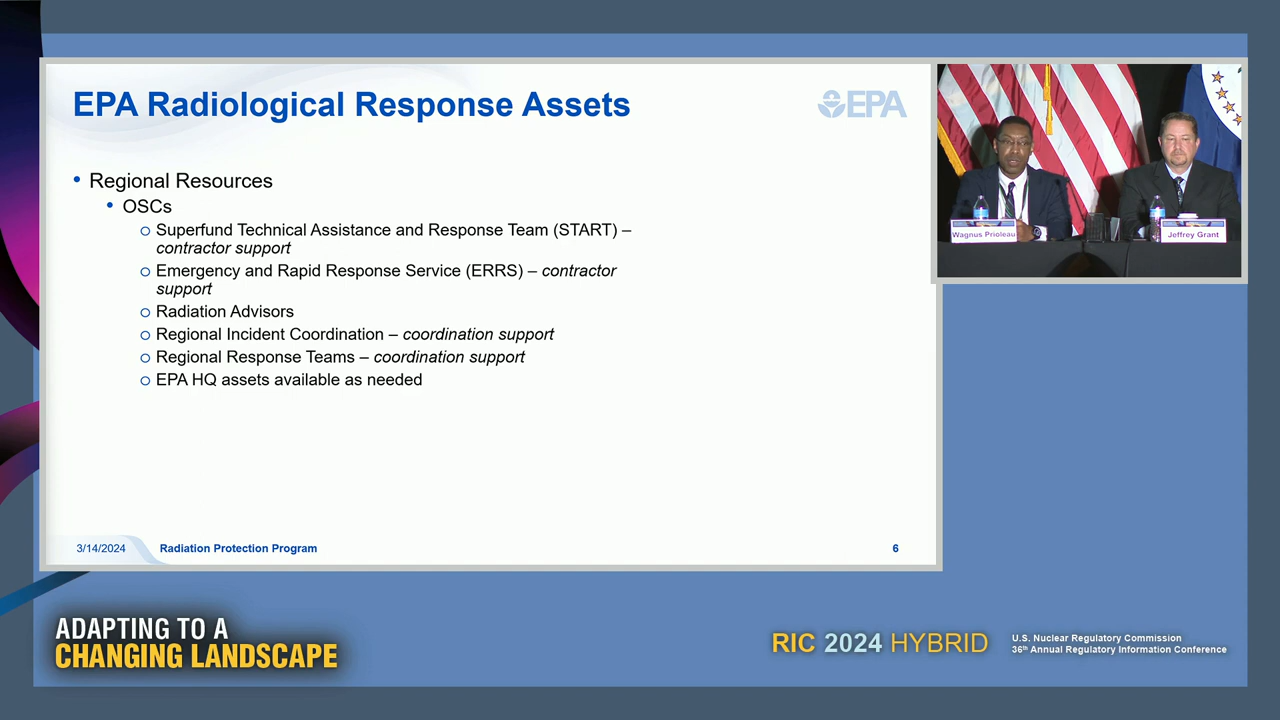 EPA Radiological Response Assets
EPA
• Regional Resources
• OSCs
o Superfund Technical Assistance and Response Team (START) –
contractor support
o Emergency and Rapid Response Service (ERRS) – contractor
support
o Radiation Advisors
o Regional Incident Coordination – coordination support
o Regional Response Teams – coordination support
o EPA HQ assets available as needed
3/14/2024 Radiation Protection Program 6
Wagnus Prioleau
Jeffrey Grant
ADAPTING TO A
CHANGING LANDSCAPE
RIC 2024 HYBRID
U.S. Nuclear Regulatory Commission
36th Annual Regulatory Information Conference